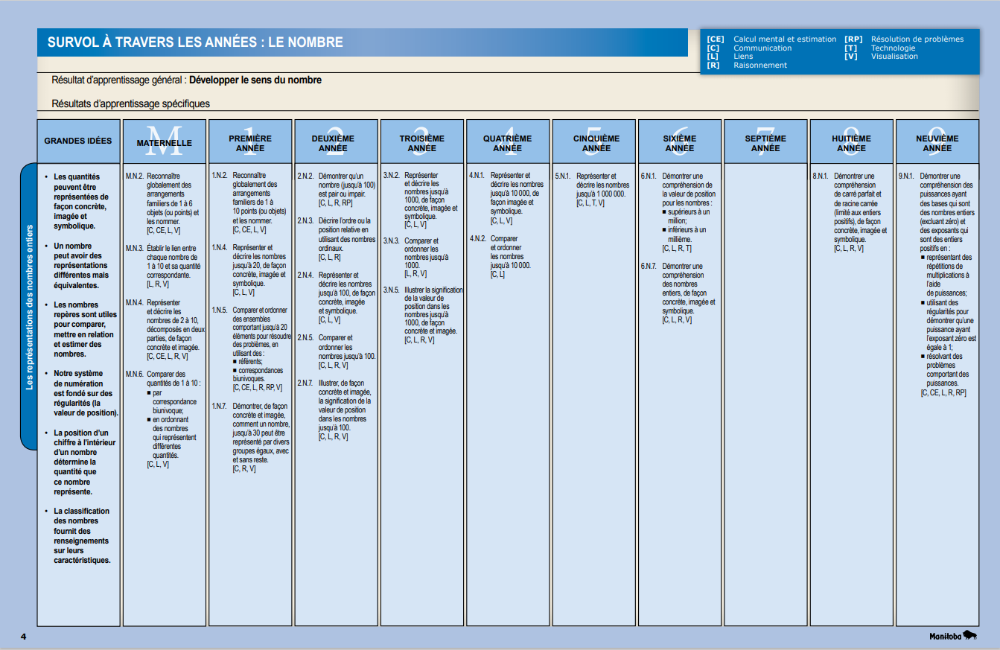 SURVOL À TRAVERS LES ANNÉES : LE NOMBRE
[CE] Calcul mental et estimation [RP] Résolution de problèmes
[C] Communication [T] Technologie
[L] Liens [V] Visualisation
[R] Raisonnement
Résultat d'apprentissage général : Développer le sens du nombre
Résultats d'apprentissage spécifiques
Les représentations des nombres entiers
GRANDES IDÉES
• Les quantités
peuvent être
représentées de
façon concrète,
imagée et
symbolique.
• Un nombre
peut avoir des
représentations
différentes mais
équivalentes.
• Les nombres
repères sont utiles
pour comparer,
mettre en relation
et estimer des
nombres.
• Notre système
de numération
est fondé sur des
régularités (la
valeur de position).
• La position d'un
chiffre à l'intérieur
d'un nombre
détermine la
quantité que
ce nombre
représente.
• La classification
des nombres
fournit des
renseignements
sur leurs
caractéristiques.
M
MATERNELLE
M.N.2. Reconnaître
globalement des
arrangements
familiers de 1 à 6
objets (ou points) et
les nommer.
[C, CE, L, V]
M.N.3. Établir le lien entre
chaque nombre de
1 à 10 et sa quantité
correspondante.
[L, R, V]
M.N.4. Représenter
et décrire les
nombres de 2 à 10,
décomposés en deux
parties, de façon
concrète et imagée.
[C, CE, L, R, V]
M.N.6. Comparer des
quantités de 1 à 10 :
■ par
correspondance
biunivoque;
■ en ordonnant
des nombres
qui représentent
différentes
quantités.
[C, L, V]
1
PREMIÈRE
ANNÉE
1.N.2. Reconnaître
globalement des
arrangements
familiers de 1 à
10 points (ou objets)
et les nommer.
[C, CE, L, V]
1.N.4. Représenter et
décrire les nombres
jusqu'à 20, de façon
concrète, imagée et
symbolique.
[C, L, V]
1.N.5. Comparer et ordonner
des ensembles
comportant jusqu'à 20
éléments pour résoudre
des problèmes, en
utilisant des :
■ référents;
■ correspondances
biunivoques.
[C, CE, L, R, RP, V]
1.N.7. Démontrer, de façon
concrète et imagée,
comment un nombre,
jusqu'à 30 peut être
représenté par divers
groupes égaux, avec
et sans reste.
[C, R, V]
2
DEUXIÈME
ANNÉE
2.N.2. Démontrer qu'un
nombre (jusqu'à 100)
est pair ou impair.
[C, L, R, RP]
2.N.3. Décrire l'ordre ou la
position relative en
utilisant des nombres
ordinaux.
[C, L, R]
2.N.4. Représenter et
décrire les nombres
jusqu'à 100, de façon
concrète, imagée
et symbolique.
[C, L, V]
2.N.5. Comparer et
ordonner les
nombres jusqu'à 100.
[C, L, R, V]
2.N.7. Illustrer, de façon
concrète et imagée,
la signification de la
valeur de position
dans les nombres
jusqu'à 100.
[C, L, R, V]
3
TROISIÈME
ANNÉE
3.N.2. Représenter
et décrire les
nombres jusqu'à
1000, de façon
concrète, imagée et
symbolique.
[C, L, V]
3.N.3. Comparer et
ordonner les
nombres jusqu'à
1000.
[L, R, V]
3.N.5. Illustrer la signification
de la valeur de
position dans les
nombres jusqu'à
1000, de façon
concrète et imagée.
[C, L, R, V]
4
QUATRIÈME
ANNÉE
4.N.1. Représenter et
décrire les nombres
jusqu'à 10 000, de
façon imagée et
symbolique.
[C, L, V]
4.N.2. Comparer
et ordonner
les nombres
jusqu'à 10 000.
[C, L]
5
CINQUIÈME
ANNÉE
5.N.1. Représenter et
décrire les nombres
jusqu'à 1 000 000.
[C, L, T, V]
6
SIXIÈME
ANNÉE
6.N.1. Démontrer une
compréhension de
la valeur de position
pour les nombres :
■ supérieurs à un
million;
■ inférieurs à un
millième.
[C, L, R, T]
6.N.7. Démontrer une
compréhension
des nombres
entiers, de façon
concrète, imagée et
symbolique.
[C, L, R, V]
7
SEPTIÈME
ANNÉE
8
HUITIÈME
ANNÉE
8.N.1. Démontrer une
compréhension
de carré parfait et
de racine carrée
(limité aux entiers
positifs), de façon
concrète, imagée et
symbolique.
[C, L, R, V]
9
NEUVIÈME
ANNÉE
9.N.1. Démontrer une
compréhension des
puissances ayant
des bases qui sont
des nombres entiers
(excluant zéro) et
des exposants qui
sont des entiers
positifs en :
■ représentant des
répétitions de
multiplications à
l'aide
de puissances;
■ utilisant des
régularités pour
démontrer qu'une
puissance ayant
l'exposant zéro est
égale à 1;
■ résolvant des
problèmes
comportant des
puissances.
[C, CE, L, R, RP]
4
Manitoba